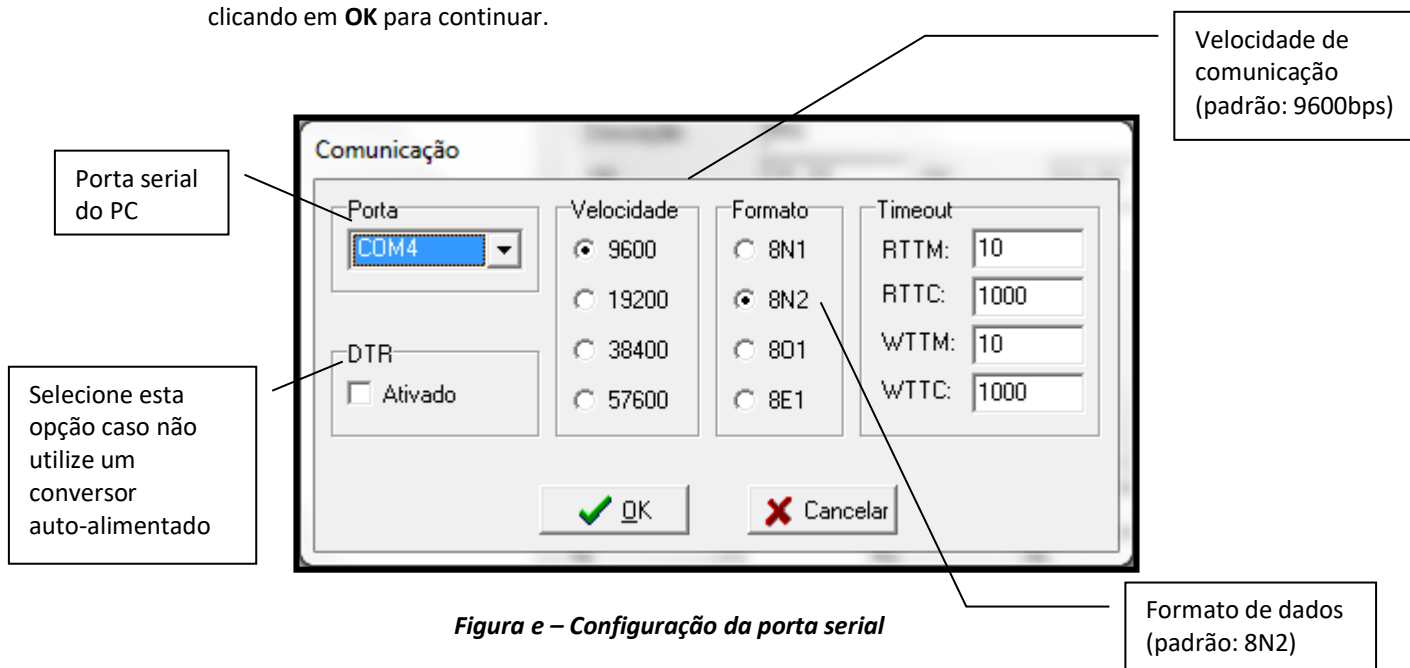 clicando em OK para continuar.
Velocidade de
comunicação
(padrão: 9600bps)
Comunicação
Porta serial
do PC
Porta
COM4
DTR
Ativado
Selecione esta
opção caso não
utilize um
conversor
auto-alimentado
Velocidade
9600
19200
38400
57600
Formato
8N1
8N2
8O1
8E1
Timeout
RTTM: 10
RTTC: 1000
WTTM: 10
WTTC: 1000
OK
Cancelar
Figura e – Configuração da porta serial
Formato de dados
(padrão: 8N2)